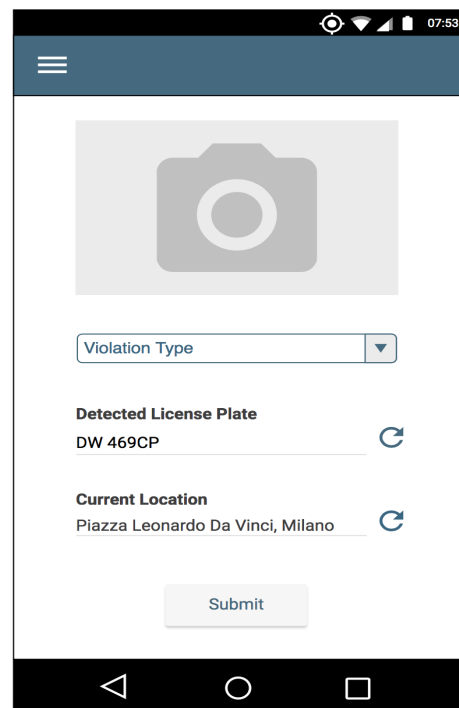 07:53
Violation Type
Detected License Plate
DW 469CP
Current Location
Piazza Leonardo Da Vinci, Milano
Submit